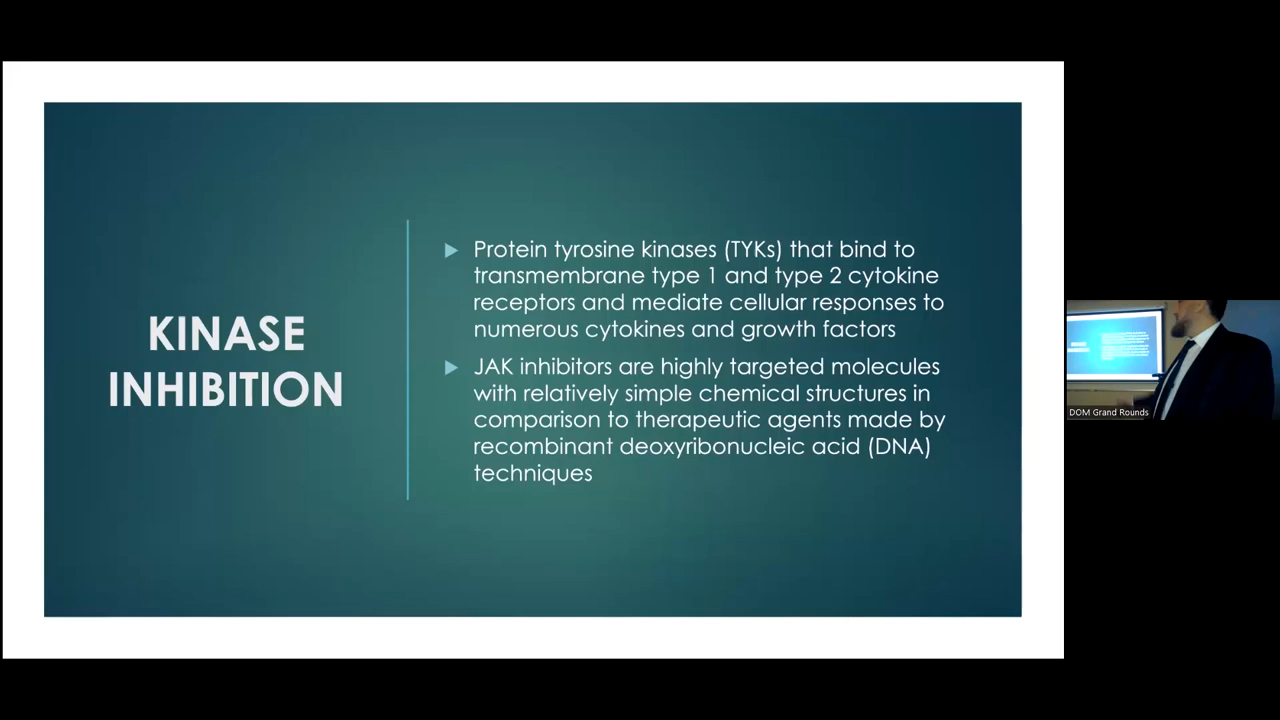 KINASE
INHIBITION
Protein tyrosine kinases (TYKs) that bind to
transmembrane type 1 and type 2 cytokine
receptors and mediate cellular responses to
numerous cytokines and growth factors
JAK inhibitors are highly targeted molecules
with relatively simple chemical structures in
comparison to therapeutic agents made by
recombinant deoxyribonucleic acid (DNA)
techniques
DOM Grand Rounds